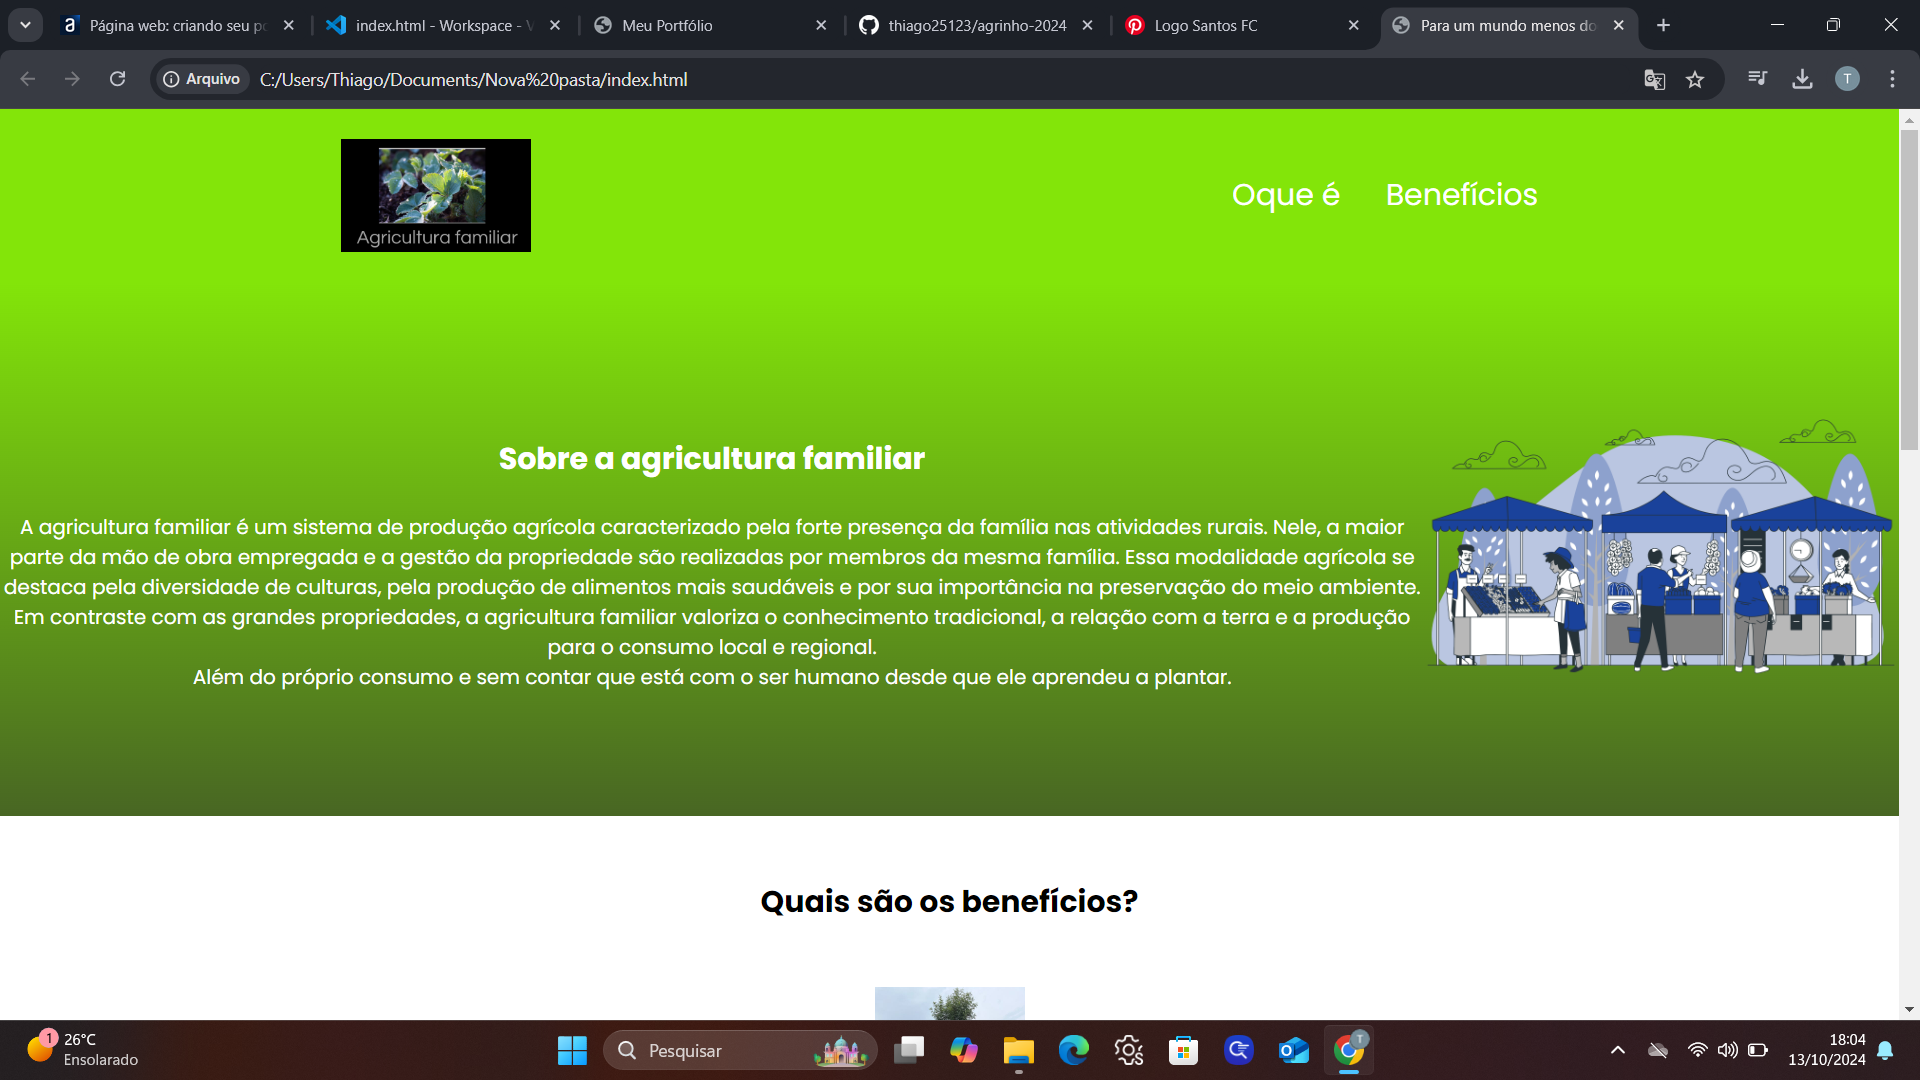 Página web: criando seu po
index.html - Workspace - V
Meu Portfólio
thiago25123/agrinho-2024
Logo Santos FC
Para um mundo menos do
Arquivo
C:/Users/Thiago/Documents/Nova%20pasta/index.html
T
Agricultura familiar
Oque é
Benefícios
Sobre a agricultura familiar
A agricultura familiar é um sistema de produção agrícola caracterizado pela forte presença da família nas atividades rurais. Nele, a maior
parte da mão de obra empregada e a gestão da propriedade são realizadas por membros da mesma família. Essa modalidade agrícola se
destaca pela diversidade de culturas, pela produção de alimentos mais saudáveis e por sua importância na preservação do meio ambiente.
Em contraste com as grandes propriedades, a agricultura familiar valoriza o conhecimento tradicional, a relação com a terra e a produção
para o consumo local e regional.
Além do próprio consumo e sem contar que está com o ser humano desde que ele aprendeu a plantar.
Quais são os benefícios?
1
26°C
Ensolarado
Pesquisar
T
18:04
13/10/2024